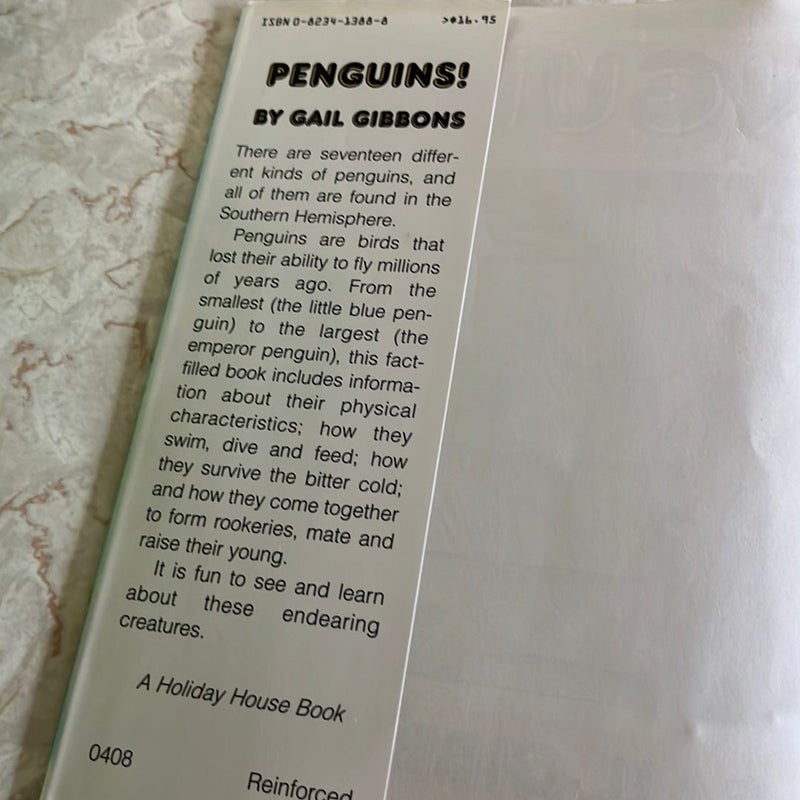 ISBN 0-8234-1388-8 >$16.95
PENGUINS!
BY GAIL GIBBONS
There are seventeen differ-
ent kinds of penguins, and
all of them are found in the
Southern Hemisphere.
Penguins are birds that
lost their ability to fly millions
of years ago. From the
smallest (the little blue pen-
guin) to the largest (the
emperor penguin), this fact-
filled book includes informa-
tion about their physical
characteristics; how they
swim, dive and feed; how
they survive the bitter cold;
and how they come together
to form rookeries, mate and
raise their young.
It is fun to see and learn
about these endearing
creatures.
A Holiday House Book
0408
Reinforced